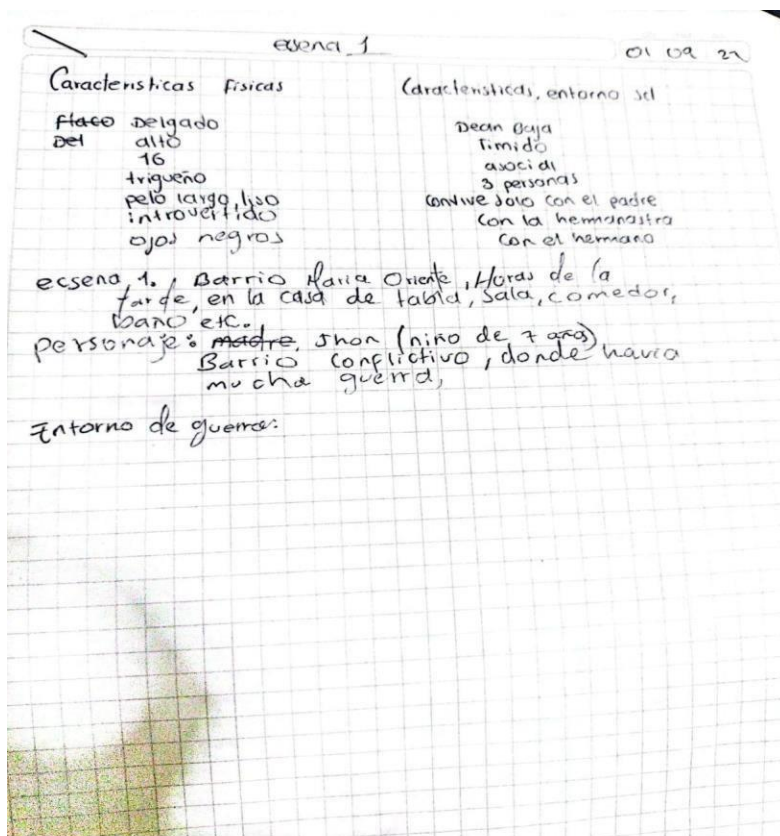 ecsena 1
01 09 22
Caracteristicas Fisicas
Flaco Delgado
Del alto
16
trigueño
pelo largo, liso
introvertido
ojos negros
Caracteristicas, entorno
Timido
asocial
3 personas
convive solo con el padre
con la hermanastra
con el hermano
ecsena, 1., Barrio Maria Oriente, Horas de la
tarde, en la casa de tabla, sala, comedor,
baño etc.
personaje: madre, Jhon (niño de 7 años)
Barrio conflictivo, donde havia
mucha guerra,
Entorno de guerra: